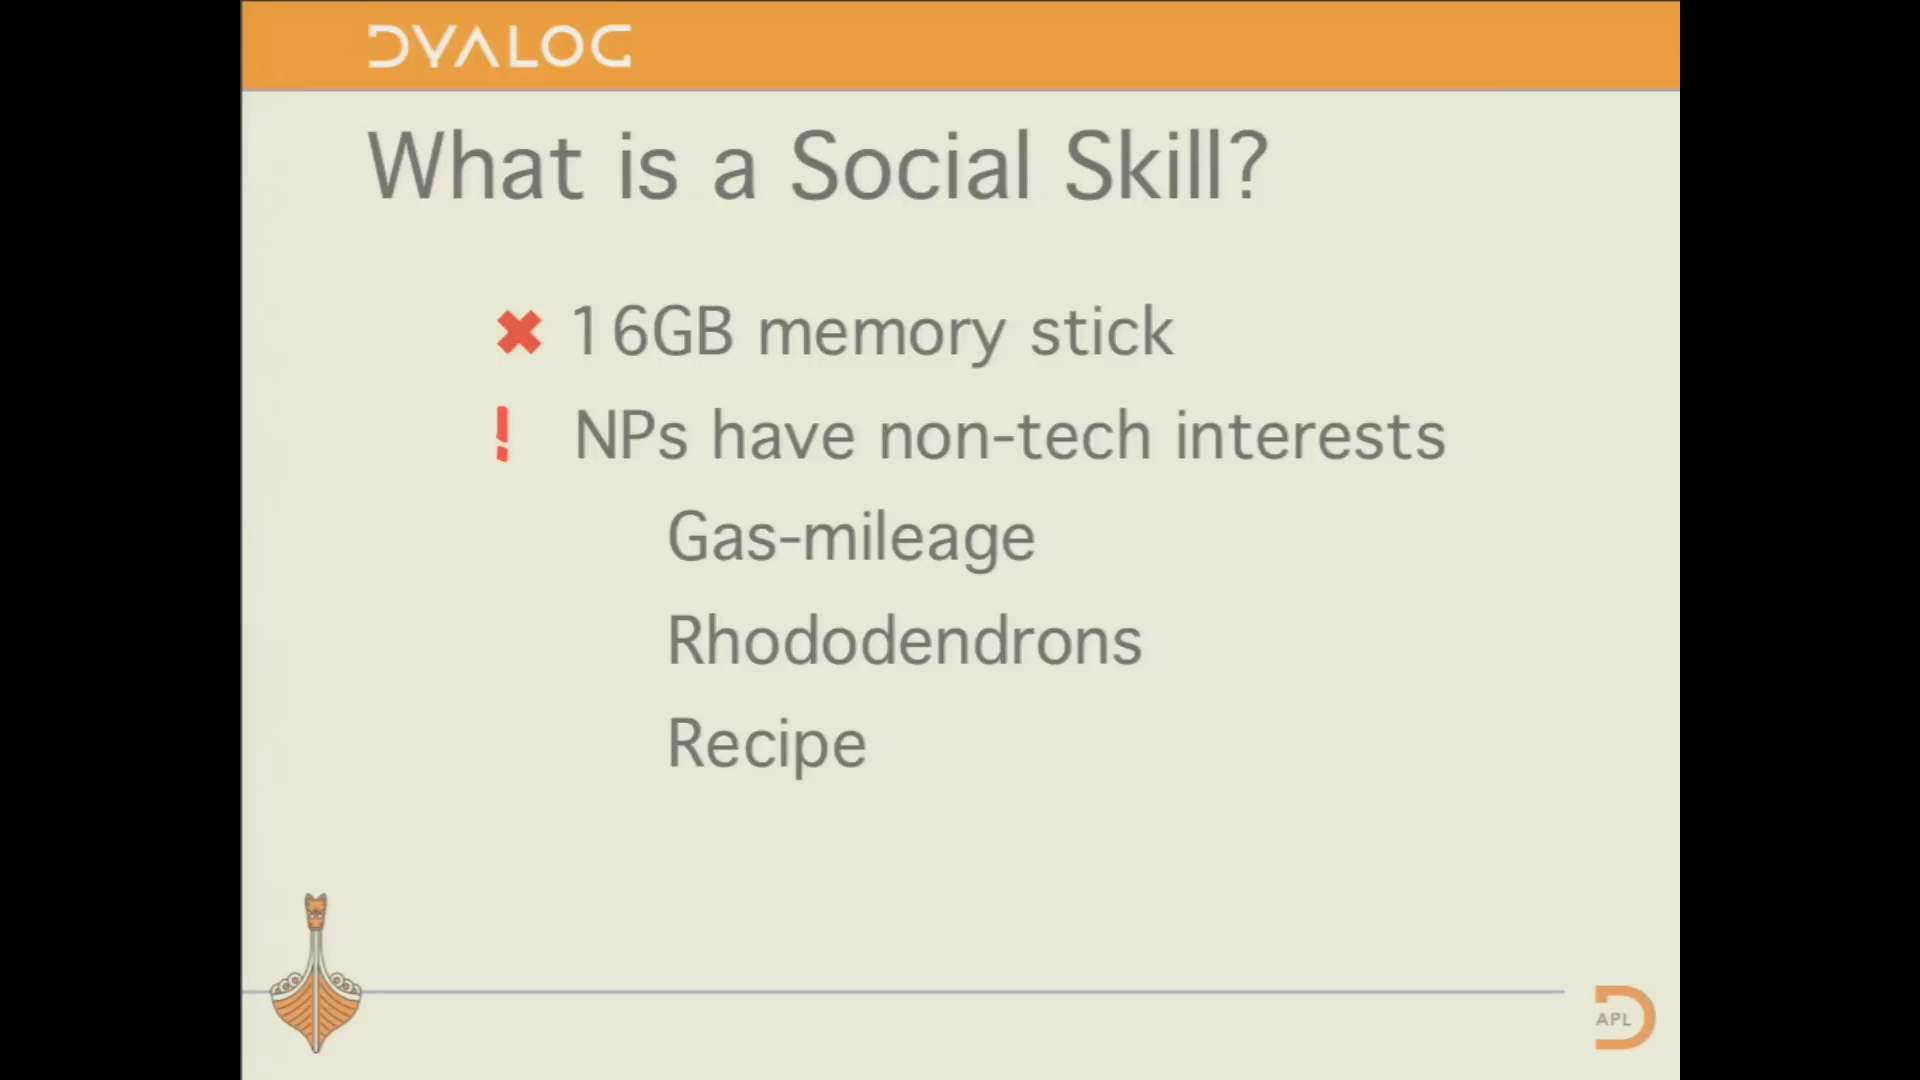 DYALOG
What is a Social Skill?
✖ 16GB memory stick
! NPs have non-tech interests
Gas-mileage
Rhododendrons
Recipe
APL